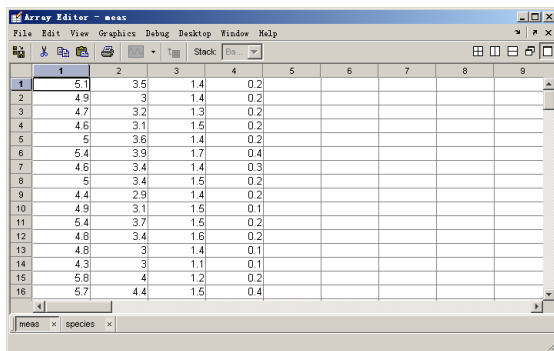 Array Editor - meas
File Edit View Graphics Debug Desktop Window Help
Stack: Ba...
1 2 3 4 5 6 7 8 9
1 5.1 3.5 1.4 0.2
2 4.9 3 1.4 0.2
3 4.7 3.2 1.3 0.2
4 4.6 3.1 1.5 0.2
5 5 3.6 1.4 0.2
6 5.4 3.9 1.7 0.4
7 4.6 3.4 1.4 0.3
8 5 3.4 1.5 0.2
9 4.4 2.9 1.4 0.2
10 4.9 3.1 1.5 0.1
11 5.4 3.7 1.5 0.2
12 4.8 3.4 1.6 0.2
13 4.8 3 1.4 0.1
14 4.3 3 1.1 0.1
15 5.8 4 1.2 0.2
16 5.7 4.4 1.5 0.4
meas × species ×